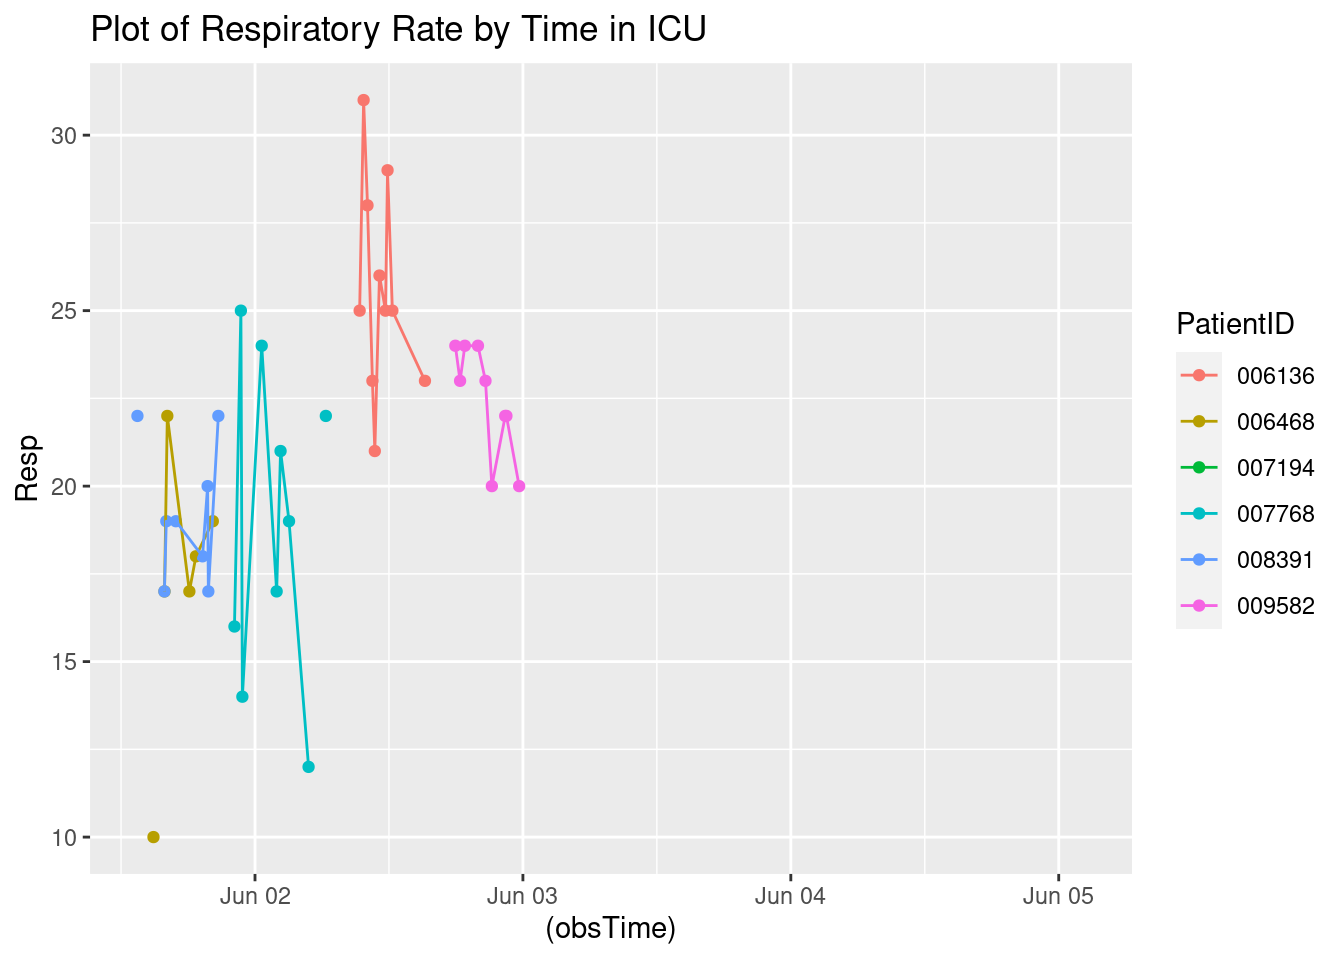 Plot of Respiratory Rate by Time in ICU
Resp
30
25
20
15
10
Jun 02
Jun 03
Jun 04
Jun 05
(obsTime)
PatientID
006136
006468
007194
007768
008391
009582